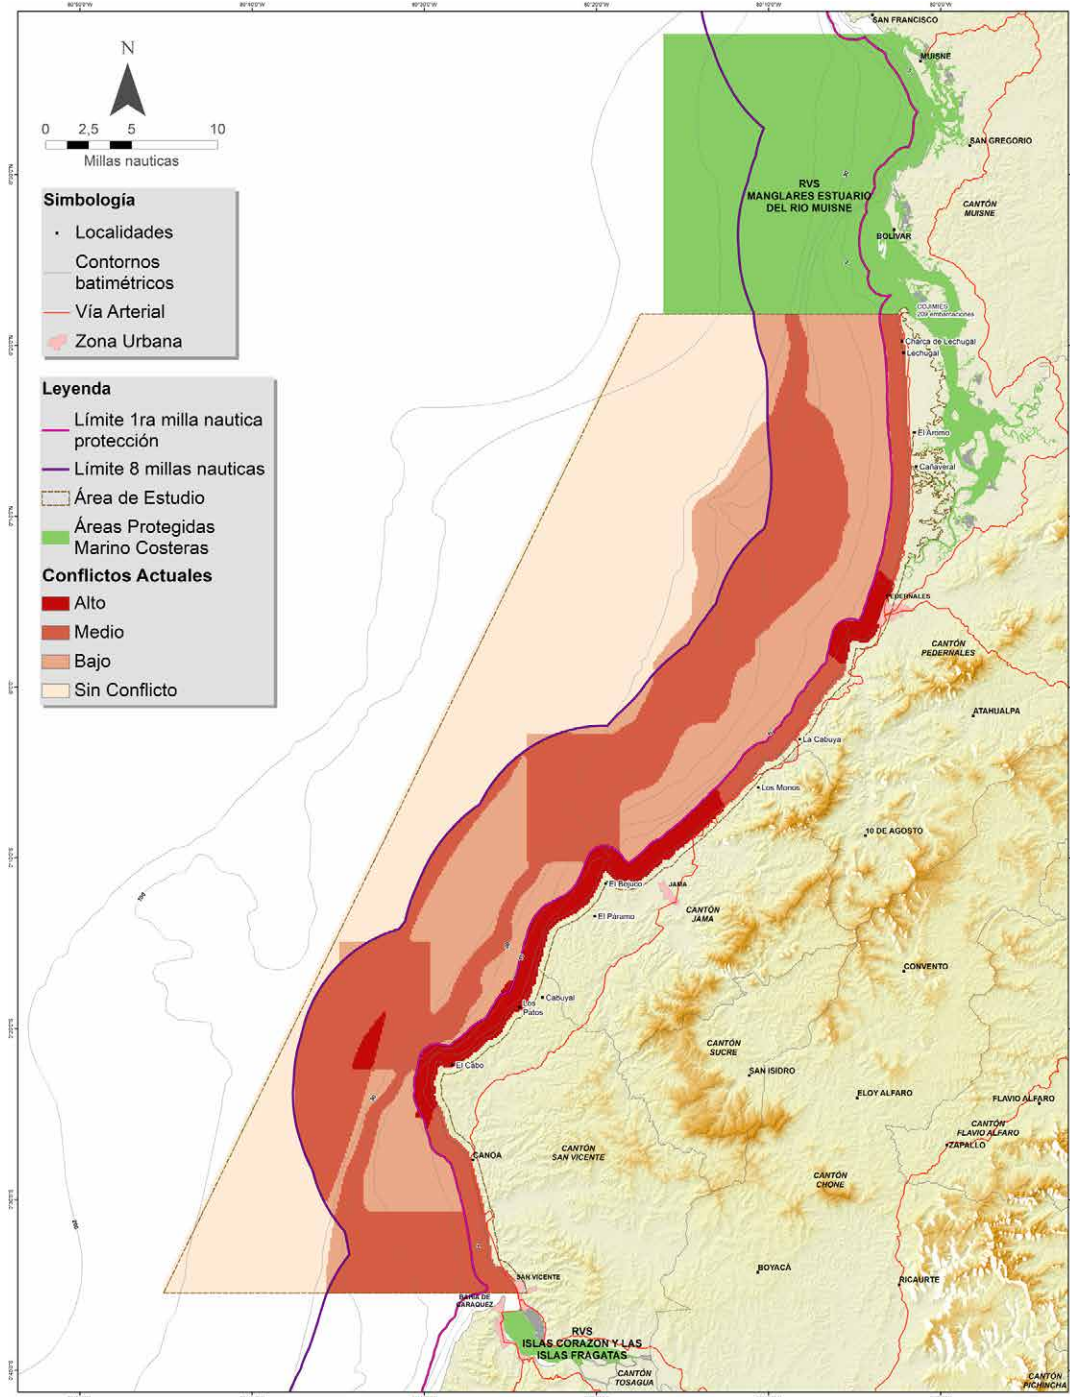 SAN FRANCISCO
MUISNE
N
0 2,5 5 10
Millas nauticas
SAN GREGORIO
Simbología
Localidades
Contornos
batimétricos
Vía Arterial
Zona Urbana
RVS
MANGLARES ESTUARIO
DEL RIO MUISNE
CANTÓN
MUISNE
BOLIVAR
COJIMIES
209 embarcaciones
Charca de Lechugal
Lechugal
Leyenda
Límite 1ra milla nautica
protección
Límite 8 millas nauticas
Área de Estudio
Áreas Protegidas
Marino Costeras
Conflictos Actuales
Alto
Medio
Bajo
Sin Conflicto
El Aromo
Cañaveral
PEDERNALES
CANTÓN
PEDERNALES
ATAHUALPA
La Cabuya
Los Monos
10 DE AGOSTO
El Bejuco
JAMA
El Páramo
CANTÓN
JAMA
CONVENTO
Cabuyal
Los
Patos
CANTÓN
SUCRE
El Cabo
SAN ISIDRO
ELOY ALFARO
FLAVIO ALFARO
CANTÓN
FLAVIO ALFARO
ZAPALLO
CANOA
CANTÓN
SAN VICENTE
CANTÓN
CHONE
200
BOYACÁ
RICAURTE
SAN VICENTE
BAHIA DE
CARAQUEZ
RVS
ISLAS CORAZON Y LAS
ISLAS FRAGATAS
CANTÓN
TOSAGUA
CANTÓN
PICHINCHA